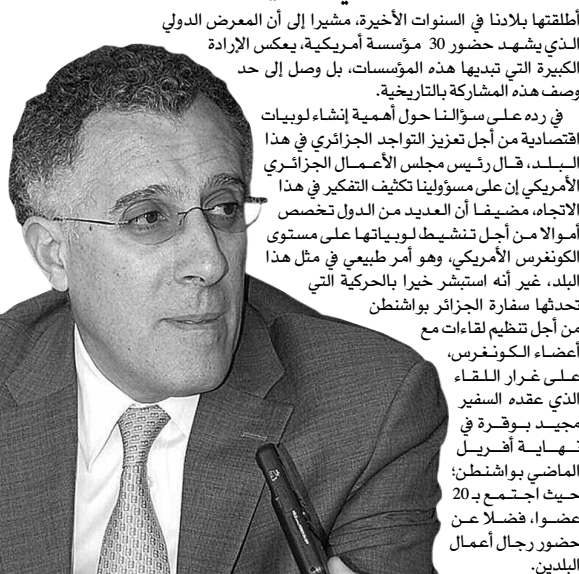 أطلقتها بلادنا في السنوات الأخيرة، مشيرا إلى أن المعرض الدولي
الذي يشهد حضور 30 مؤسسة أمريكية، يعكس الإرادة
الكبيرة التي تبديها هذه المؤسسات، بل وصل إلى حد
وصف هذه المشاركة بالتاريخية.
في رده على سؤالنا حول أهمية إنشاء لوبيات
اقتصادية من أجل تعزيز التواجد الجزائري في هذا
البلد، قال رئيس مجلس الأعمال الجزائري
الأمريكي إن على مسؤولينا تكثيف التفكير في هذا
الاتجاه، مضيفا أن العديد من الدول تخصص
أموالا من أجل تنشيط لوبياتها على مستوى
الكونغرس الأمريكي، وهو أمر طبيعي في مثل هذا
البلد، غير أنه استبشر خيرا بالحركية التي
تحدثها سفارة الجزائر بواشنطن
من أجل تنظيم لقاءات مع
أعضاء الكونغرس،
على غرار اللقاء
الذي عقده السفير
مجيد بوقرة في
نهاية أفريل
الماضي بواشنطن؛
حيث اجتمع بـ 20
عضوا، فضلا عن
حضور رجال أعمال
البلدين.